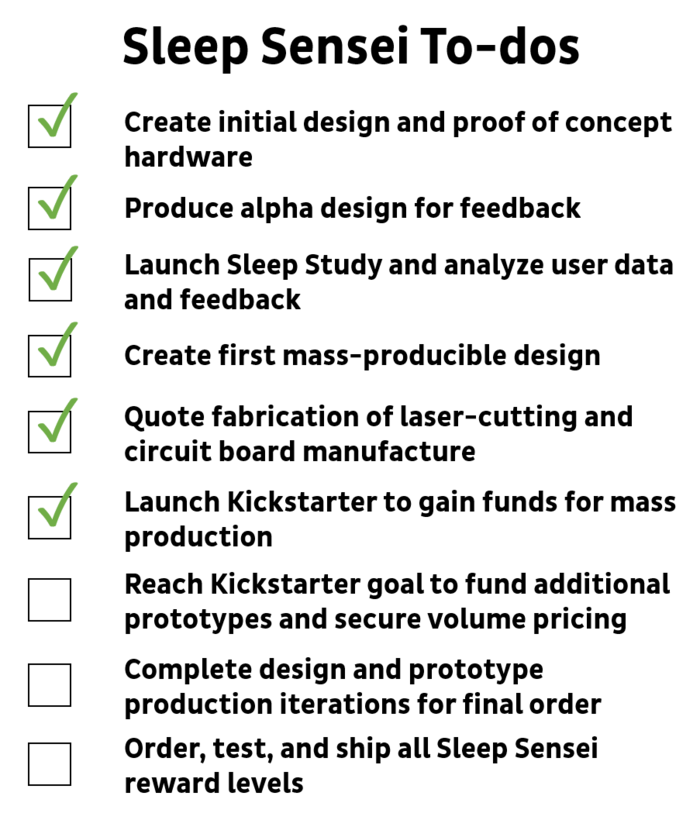 Sleep Sensei To-dos
Create initial design and proof of concept
hardware
Produce alpha design for feedback
Launch Sleep Study and analyze user data
and feedback
Create first mass-producible design
Quote fabrication of laser-cutting and
circuit board manufacture
Launch Kickstarter to gain funds for mass
production
Reach Kickstarter goal to fund additional
prototypes and secure volume pricing
Complete design and prototype
production iterations for final order
Order, test, and ship all Sleep Sensei
reward levels